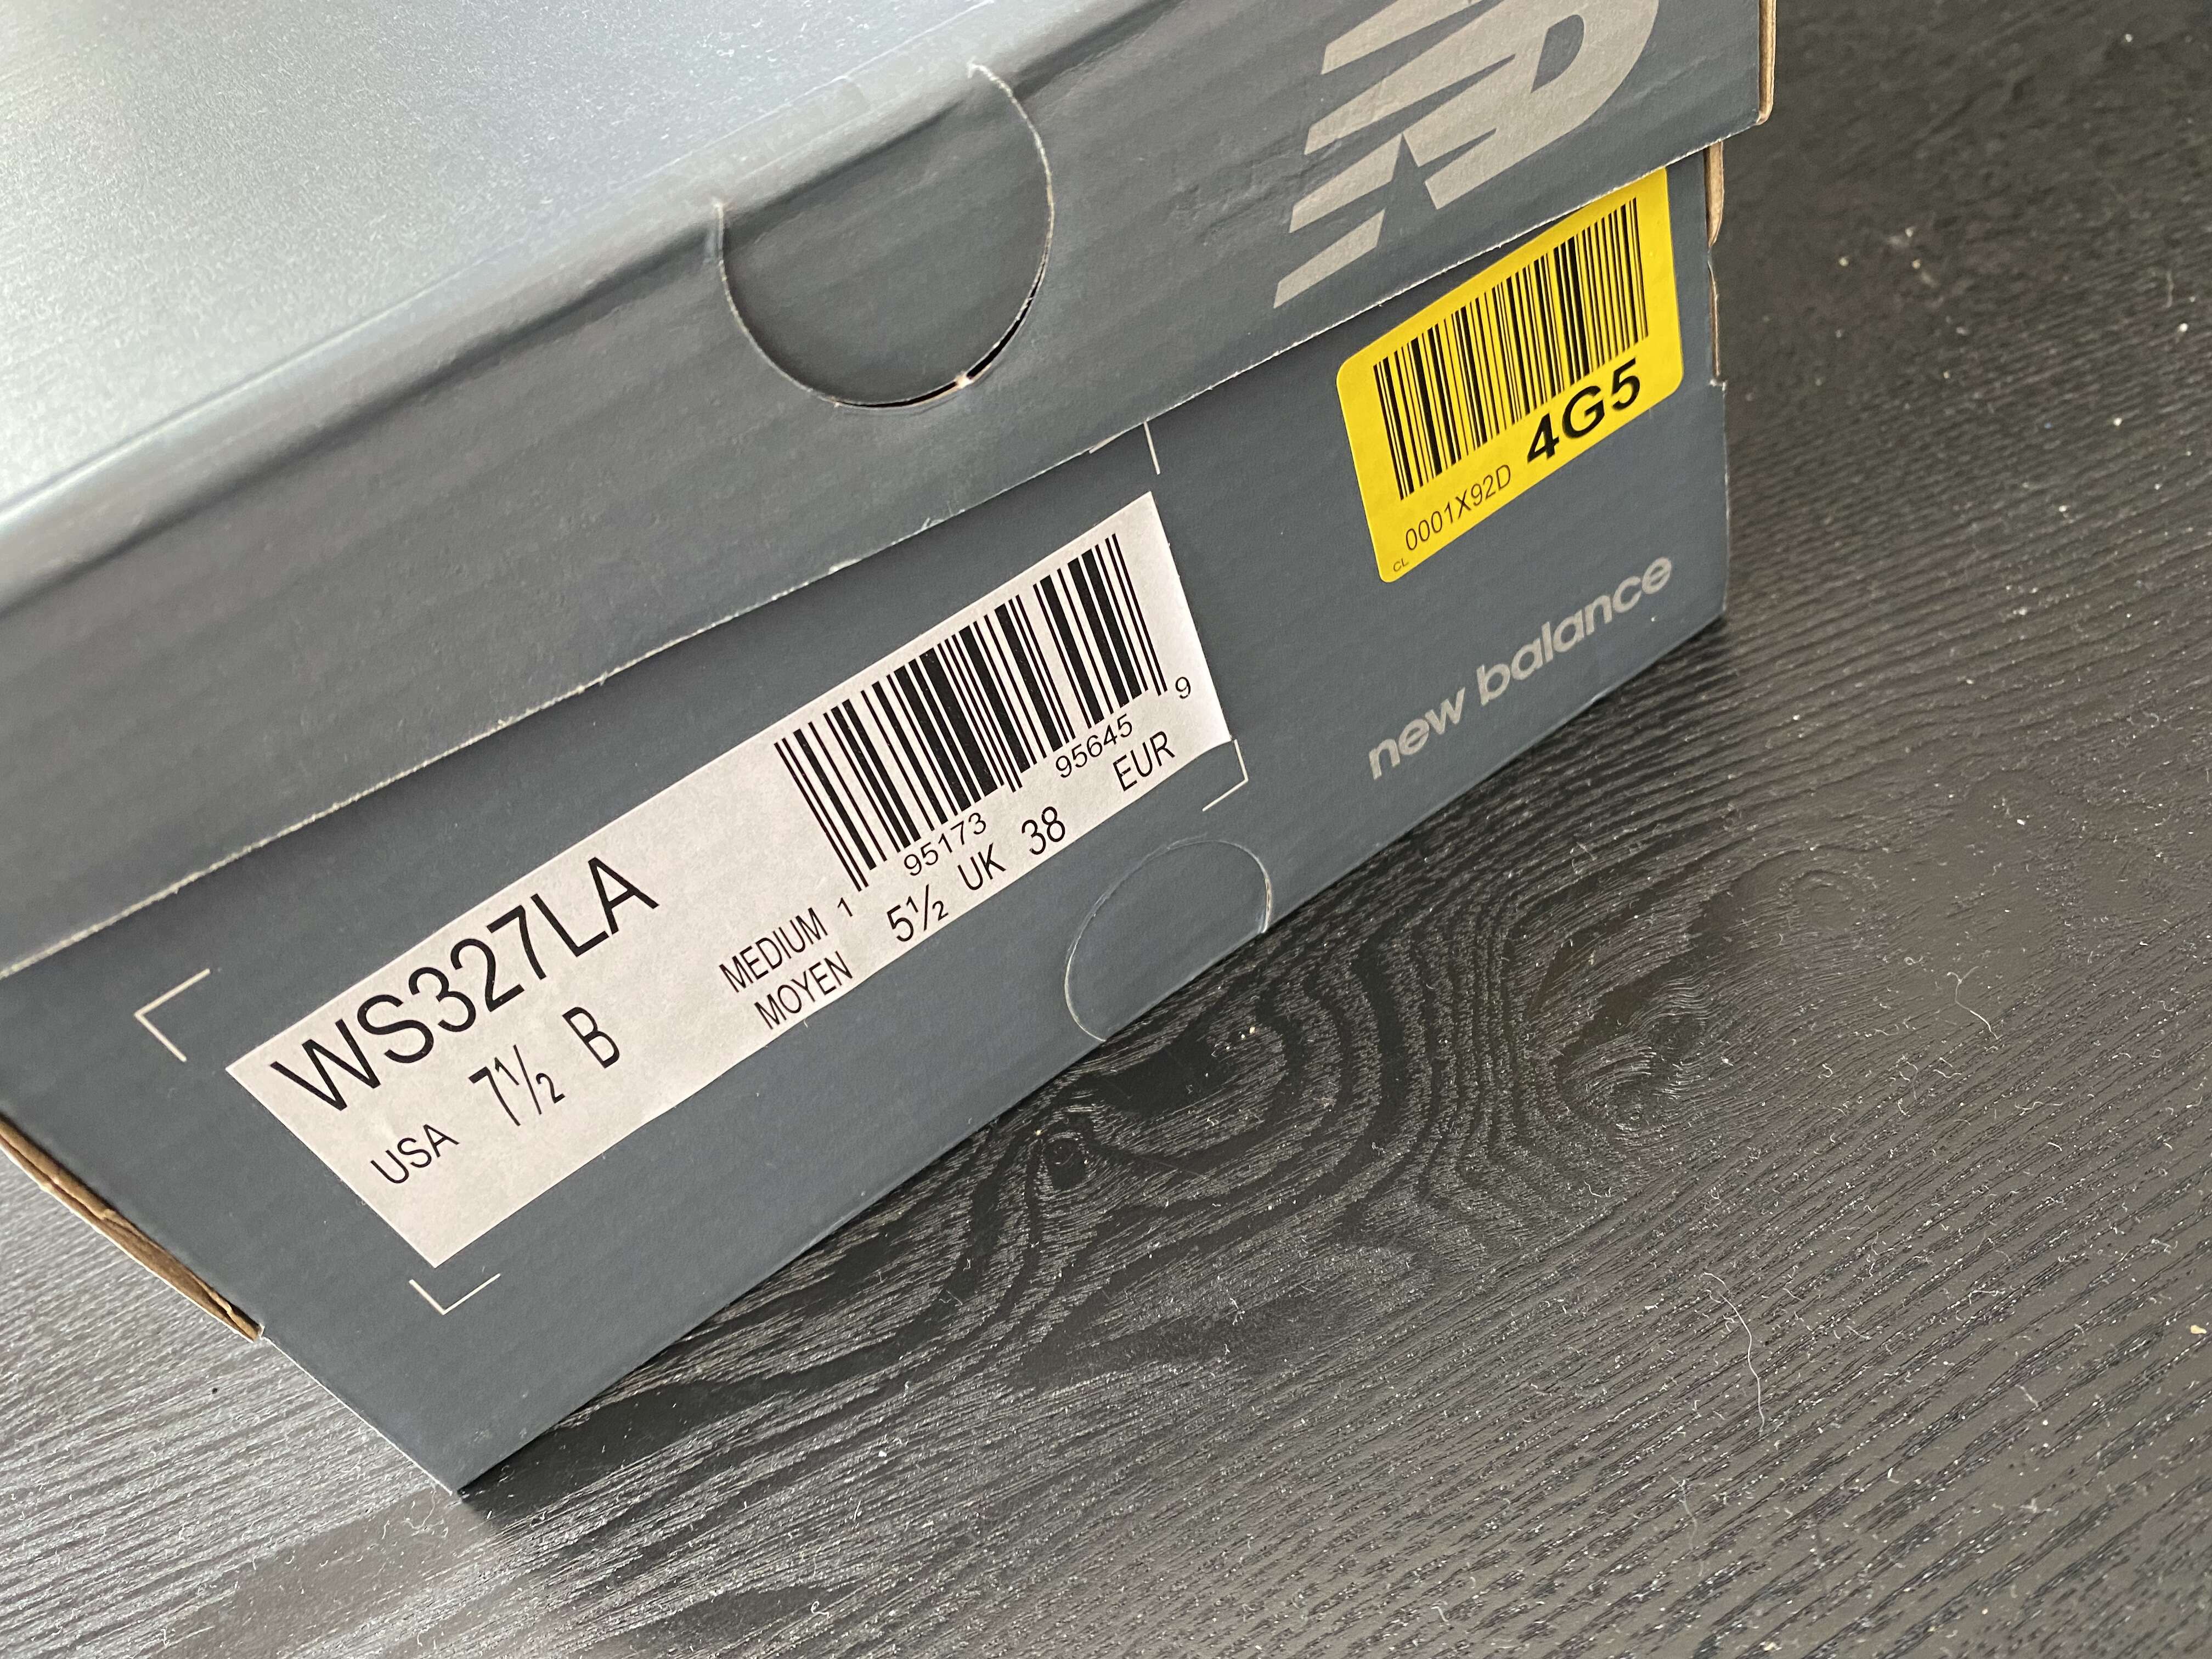 4G5
CL 0001X92D
new balance
WS327LA
USA 7½ B
MEDIUM
MOYEN
1 95173 95645 9
5½ UK 38 EUR